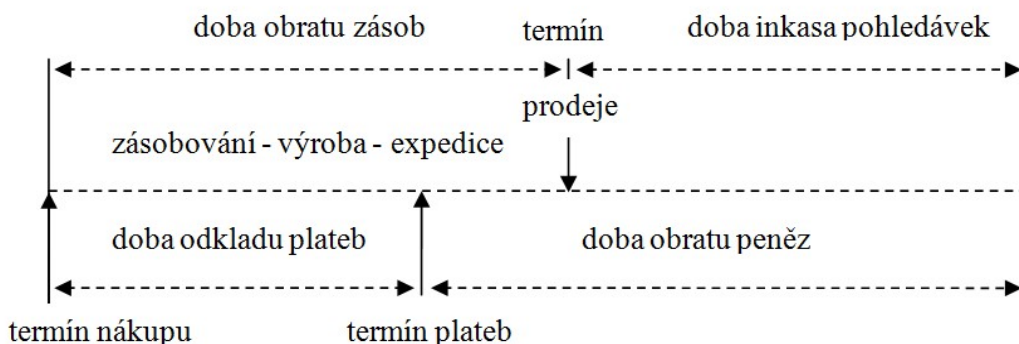 doba obratu zásob
termín
doba inkasa pohledávek
prodeje
zásobování - výroba - expedice
doba odkladu plateb
doba obratu peněz
termín nákupu
termín plateb